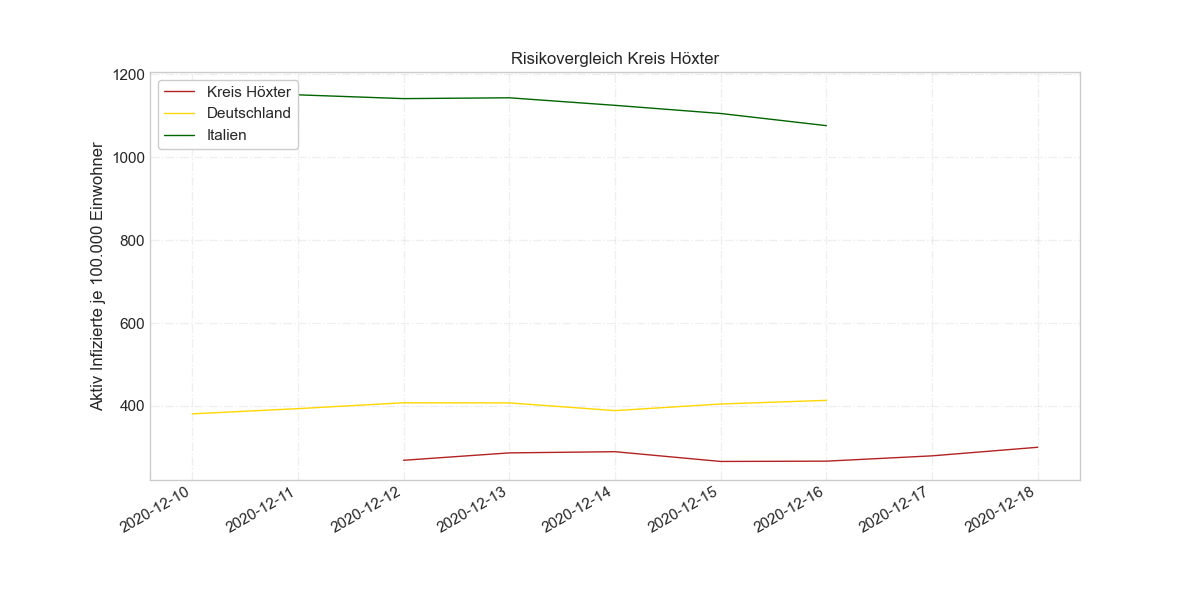 Risikovergleich Kreis Höxter
Aktiv Infizierte je 100.000 Einwohner
1200
1000
800
600
400
Kreis Höxter
Deutschland
Italien
2020-12-10
2020-12-11
2020-12-12
2020-12-13
2020-12-14
2020-12-15
2020-12-16
2020-12-17
2020-12-18